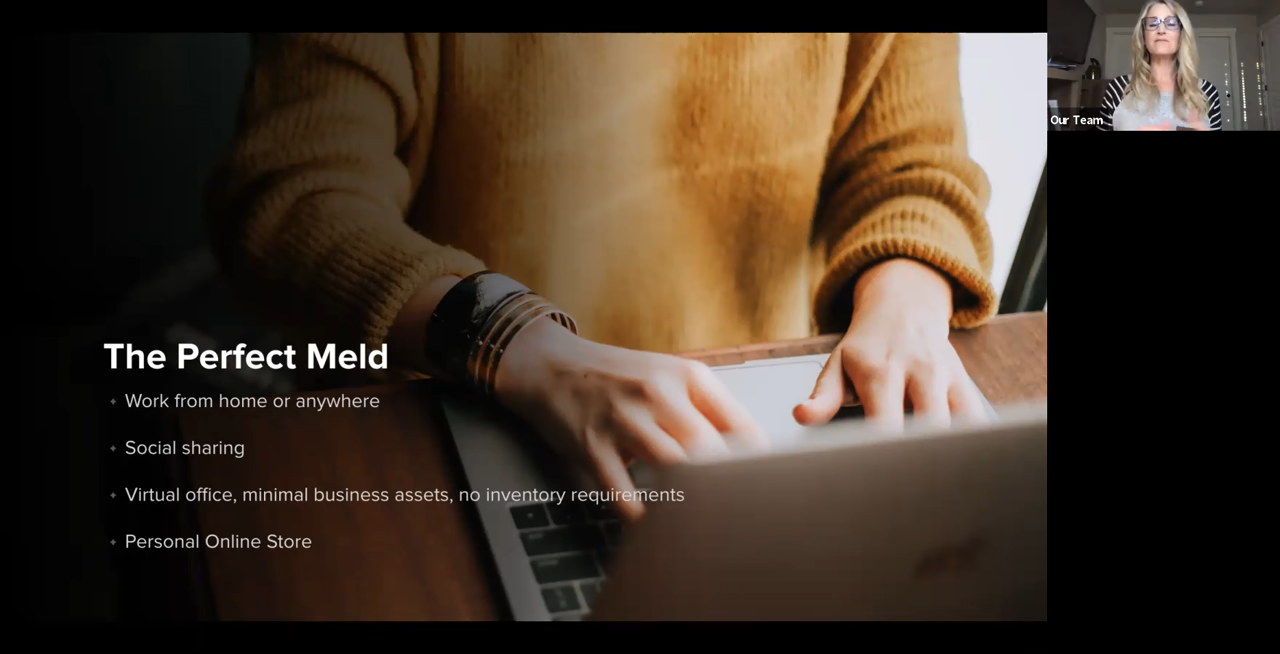 Our Team
The Perfect Meld
Work from home or anywhere
Social sharing
Virtual office, minimal business assets, no inventory requirements
Personal Online Store